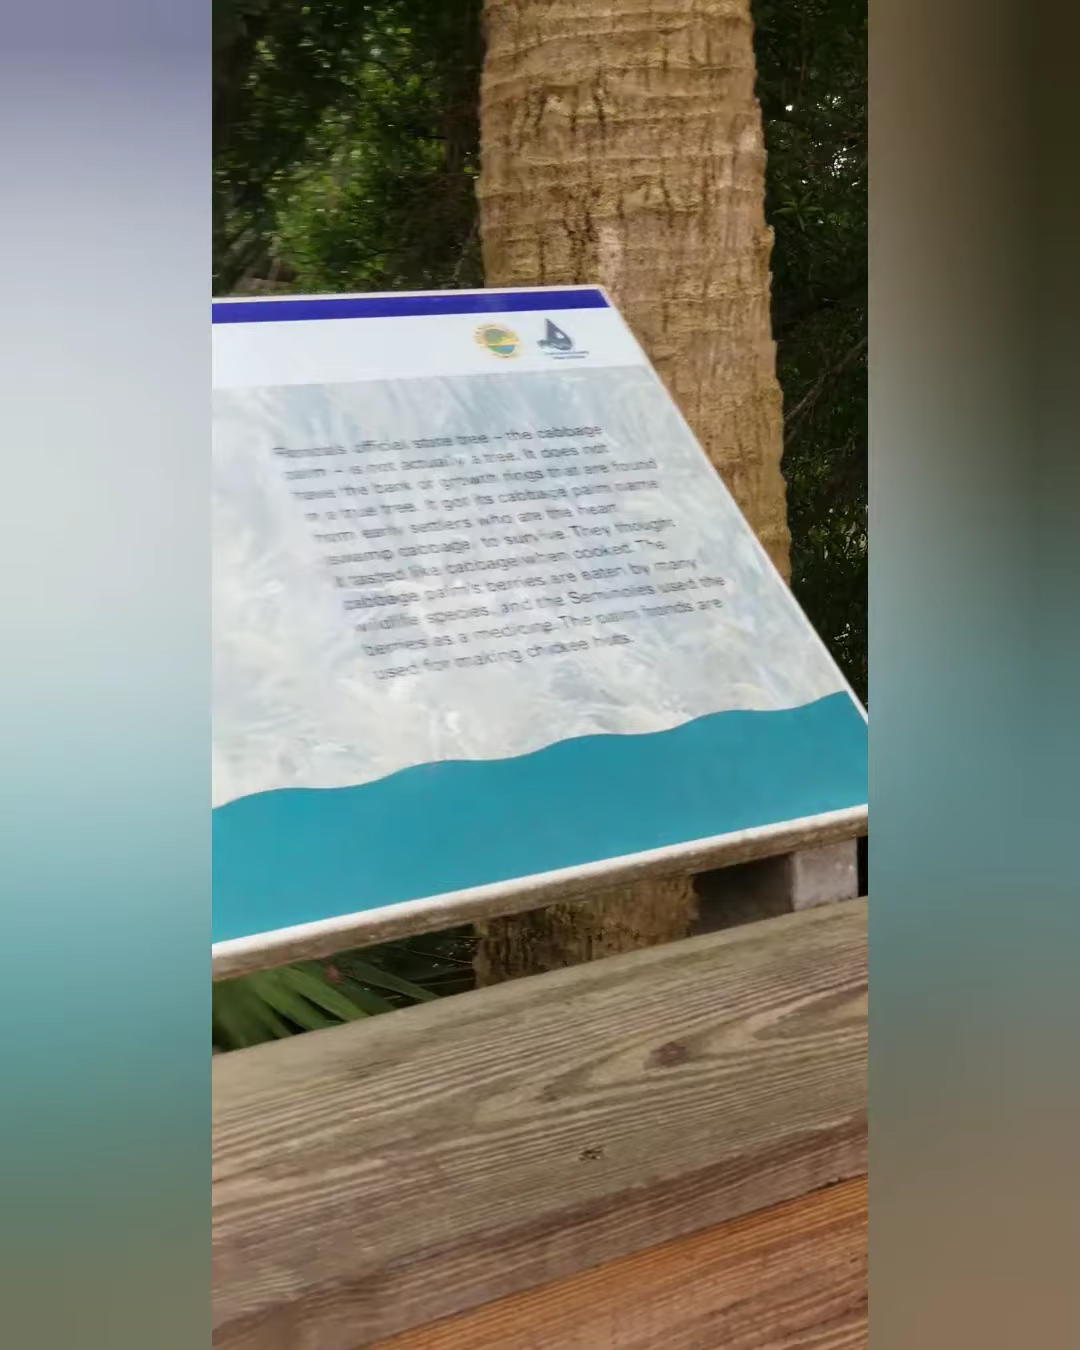 Florida's official state tree – the cabbage
palm – is not actually a tree. It does not
have the bark or growth rings that are found
in a true tree. It got its cabbage palm name
from early settlers who ate the heart,
swamp cabbage, to survive. They thought
it tasted like cabbage when cooked. The
cabbage palm's berries are eaten by many
wildlife species, and the Seminoles used the
berries as a medicine. The palm fronds are
used for making chickee huts.